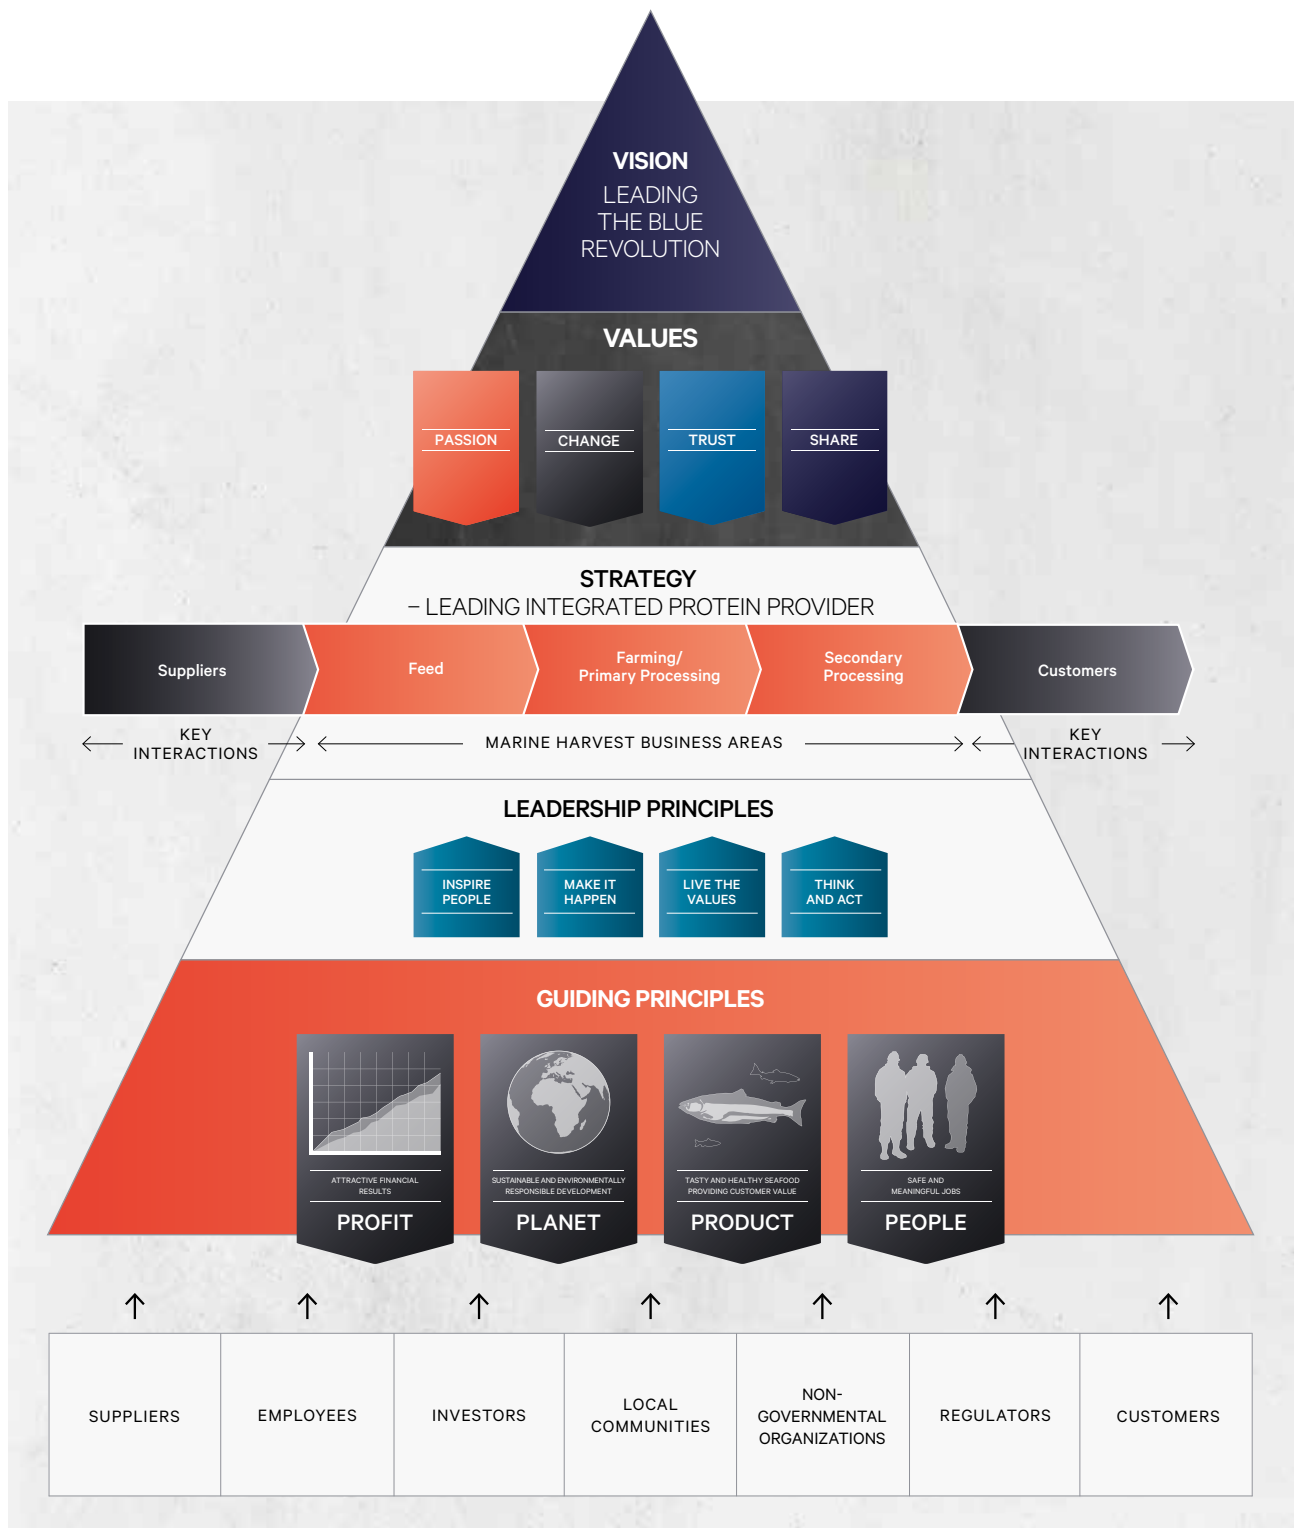 VISION
LEADING
THE BLUE
REVOLUTION
VALUES
PASSION
CHANGE
TRUST
SHARE
STRATEGY
– LEADING INTEGRATED PROTEIN PROVIDER
Suppliers
Feed
Farming/
Primary Processing
Secondary
Processing
Customers
KEY
INTERACTIONS
MARINE HARVEST BUSINESS AREAS
KEY
INTERACTIONS
LEADERSHIP PRINCIPLES
INSPIRE
PEOPLE
MAKE IT
HAPPEN
LIVE THE
VALUES
THINK
AND ACT
GUIDING PRINCIPLES
ATTRACTIVE FINANCIAL
RESULTS
PROFIT
SUSTAINABLE AND ENVIRONMENTALLY
RESPONSIBLE DEVELOPMENT
PLANET
TASTY AND HEALTHY SEAFOOD
PROVIDING CUSTOMER VALUE
PRODUCT
SAFE AND
MEANINGFUL JOBS
PEOPLE
SUPPLIERS
EMPLOYEES
INVESTORS
LOCAL
COMMUNITIES
NON-
GOVERNMENTAL
ORGANIZATIONS
REGULATORS
CUSTOMERS